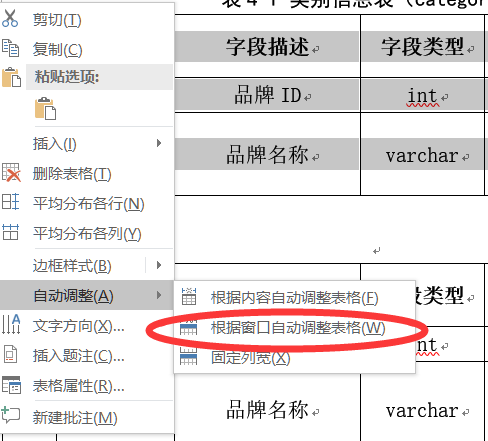 表4-1 类别信息表（categor
剪切(T)
复制(C)
粘贴选项:
插入(I)
删除表格(T)
平均分布各行(N)
平均分布各列(Y)
边框样式(B)
自动调整(A)
文字方向(X)...
插入题注(C)...
表格属性(R)...
新建批注(M)
根据内容自动调整表格(F)
根据窗口自动调整表格(W)
固定列宽(X)
字段描述 字段类型
品牌 ID int
品牌名称 varchar
段类型
nt
品牌名称 varchar